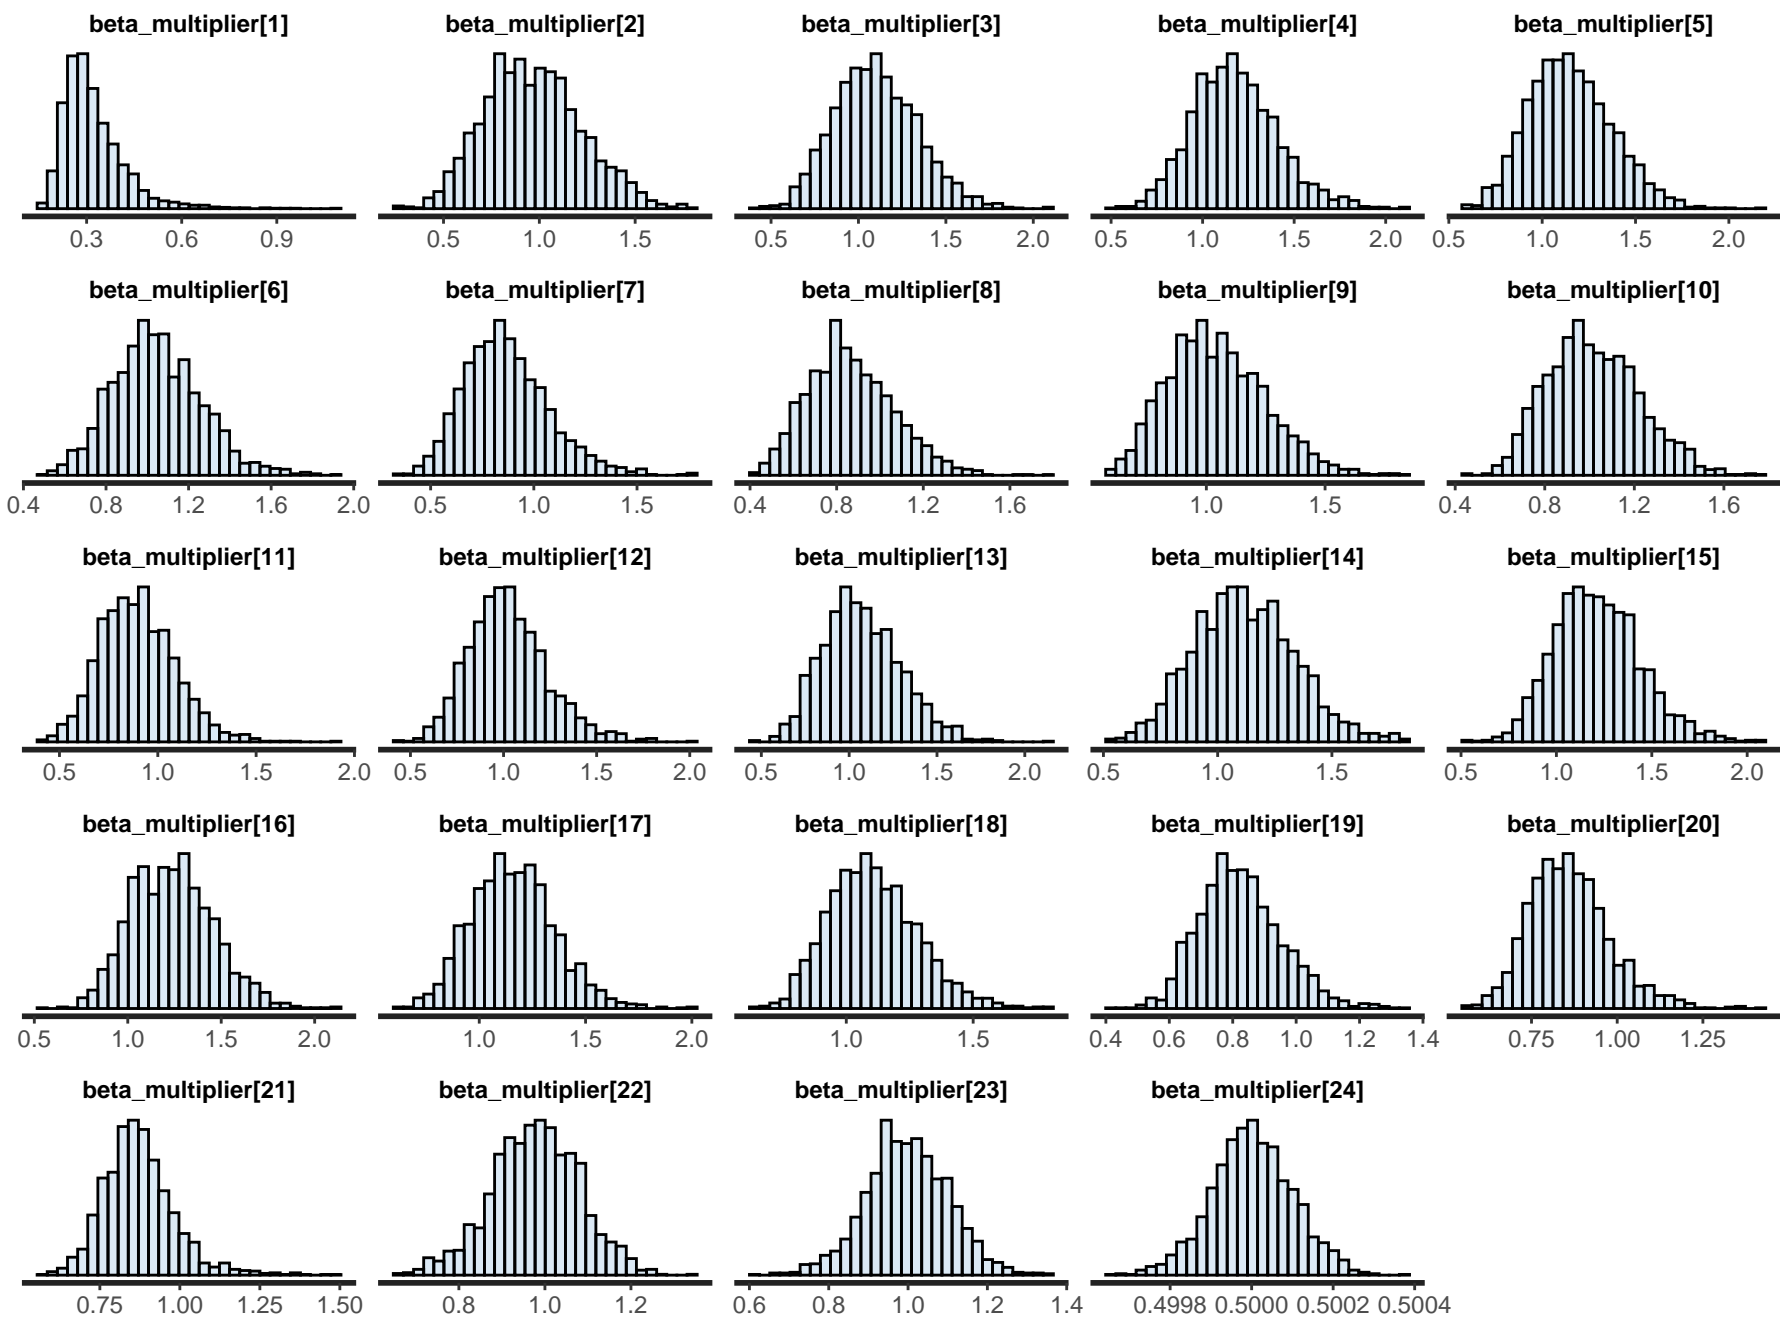 beta_multiplier[1] beta_multiplier[2] beta_multiplier[3] beta_multiplier[4] beta_multiplier[5]
0.3 0.6 0.9 0.5 1.0 1.5 0.5 1.0 1.5 2.0 0.5 1.0 1.5 2.0 0.5 1.0 1.5 2.0
beta_multiplier[6] beta_multiplier[7] beta_multiplier[8] beta_multiplier[9] beta_multiplier[10]
0.4 0.8 1.2 1.6 2.0 0.5 1.0 1.5 0.4 0.8 1.2 1.6 1.0 1.5 0.4 0.8 1.2 1.6
beta_multiplier[11] beta_multiplier[12] beta_multiplier[13] beta_multiplier[14] beta_multiplier[15]
0.5 1.0 1.5 2.0 0.5 1.0 1.5 2.0 0.5 1.0 1.5 2.0 0.5 1.0 1.5 0.5 1.0 1.5 2.0
beta_multiplier[16] beta_multiplier[17] beta_multiplier[18] beta_multiplier[19] beta_multiplier[20]
0.5 1.0 1.5 2.0 1.0 1.5 2.0 1.0 1.5 0.4 0.6 0.8 1.0 1.2 1.4 0.75 1.00 1.25
beta_multiplier[21] beta_multiplier[22] beta_multiplier[23] beta_multiplier[24]
0.75 1.00 1.25 1.50 0.8 1.0 1.2 0.6 0.8 1.0 1.2 1.4 0.4998 0.5000 0.5002 0.5004